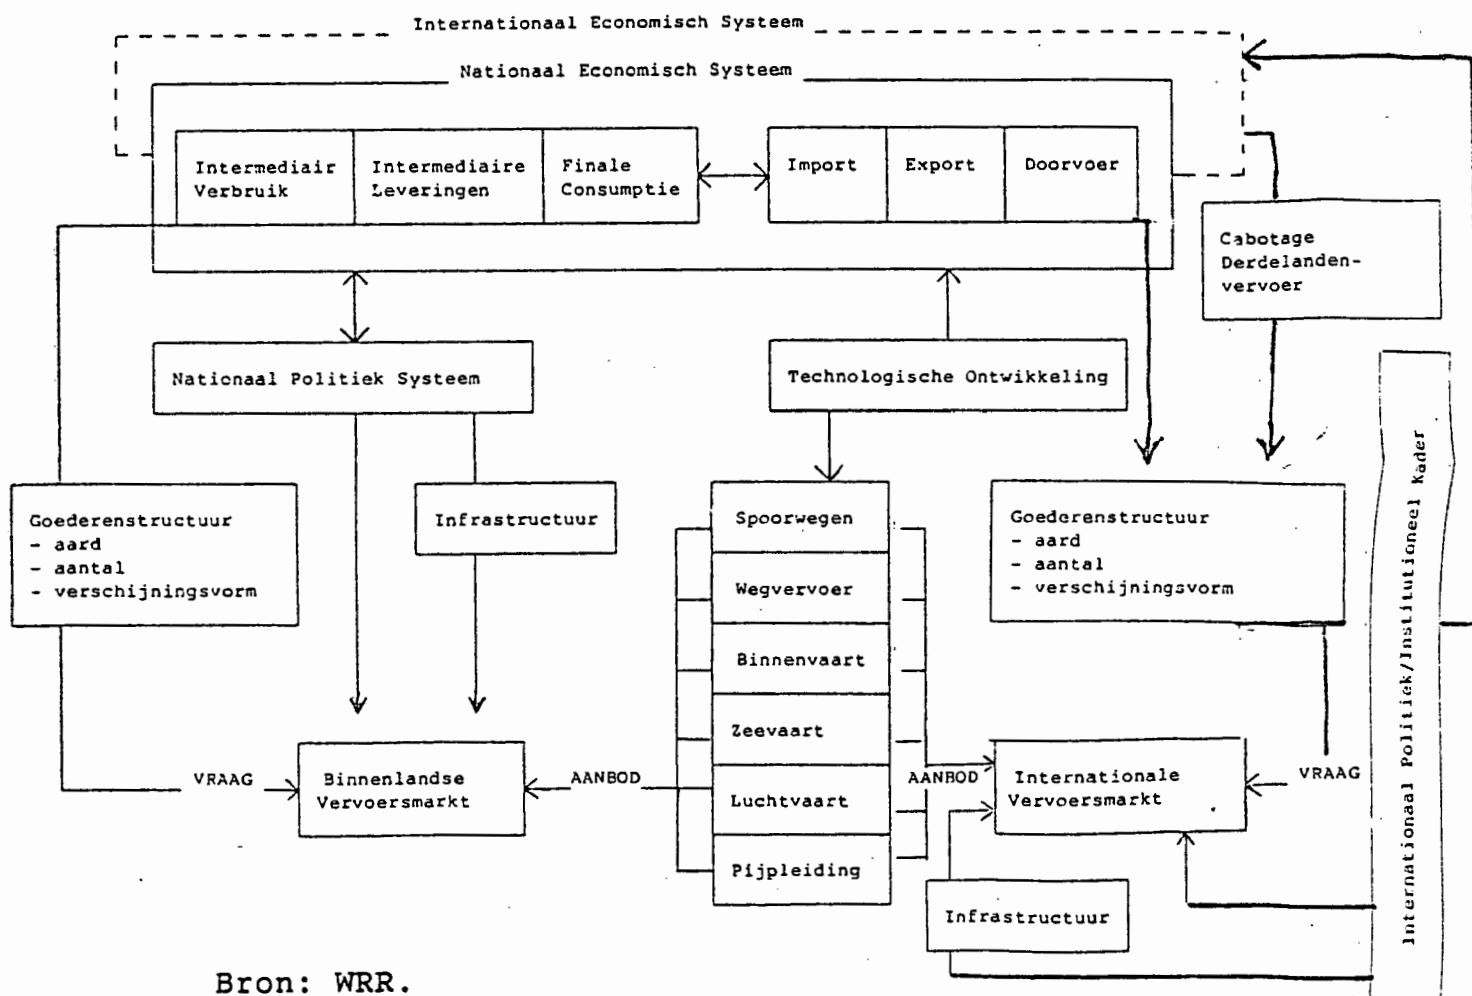 Internationaal Economisch Systeem
Nationaal Economisch Systeem
Intermediair
Verbruik
Intermediaire
Leveringen
Finale
Consumptie
Import
Export
Doorvoer
Cabotage
Derdelanden-
vervoer
Nationaal Politiek Systeem
Technologische Ontwikkeling
Goederenstructuur
- aard
- aantal
- verschijningsvorm
Infrastructuur
Spoorwegen
Wegvervoer
Binnenvaart
Zeevaart
Luchtvaart
Pijpleiding
Goederenstructuur
- aard
- aantal
- verschijningsvorm
Internationaal Politiek/Institutioneel Kader
VRAAG
Binnenlandse
Vervoersmarkt
AANBOD
AANBOD
Internationale
Vervoersmarkt
VRAAG
Infrastructuur
Bron: WRR.